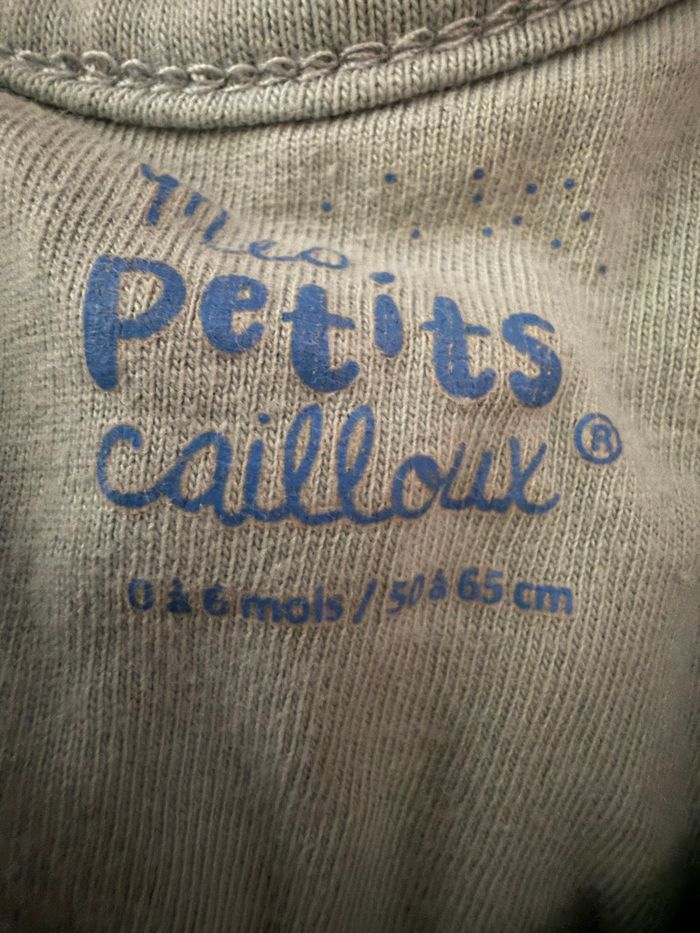 mes
petits
cailloux®
0 à 6 mois / 50 à 65 cm